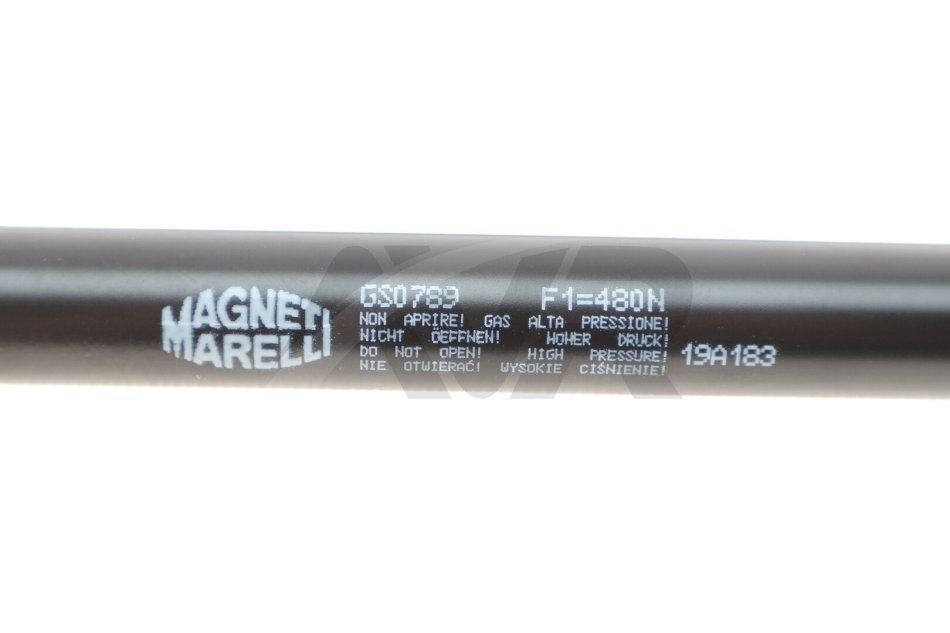 MAGNETI
MARELLI
GS0789 F1=480N
NON APRIRE! GAS ALTA PRESSIONE!
NICHT ÖEFFNEN! HOHER DRUCK!
DO NOT OPEN! HIGH PRESSURE!
NIE OTWIERAĆ! WYSOKIE CIŚNIENIE!
19A183